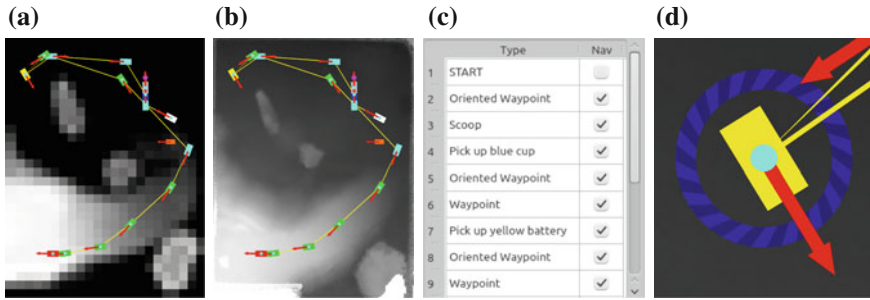 (a) (b) (c) (d)
Type Nav
1 START
2 Oriented Waypoint
3 Scoop
4 Pick up blue cup
5 Oriented Waypoint
6 Waypoint
7 Pick up yellow battery
8 Oriented Waypoint
9 Waypoint